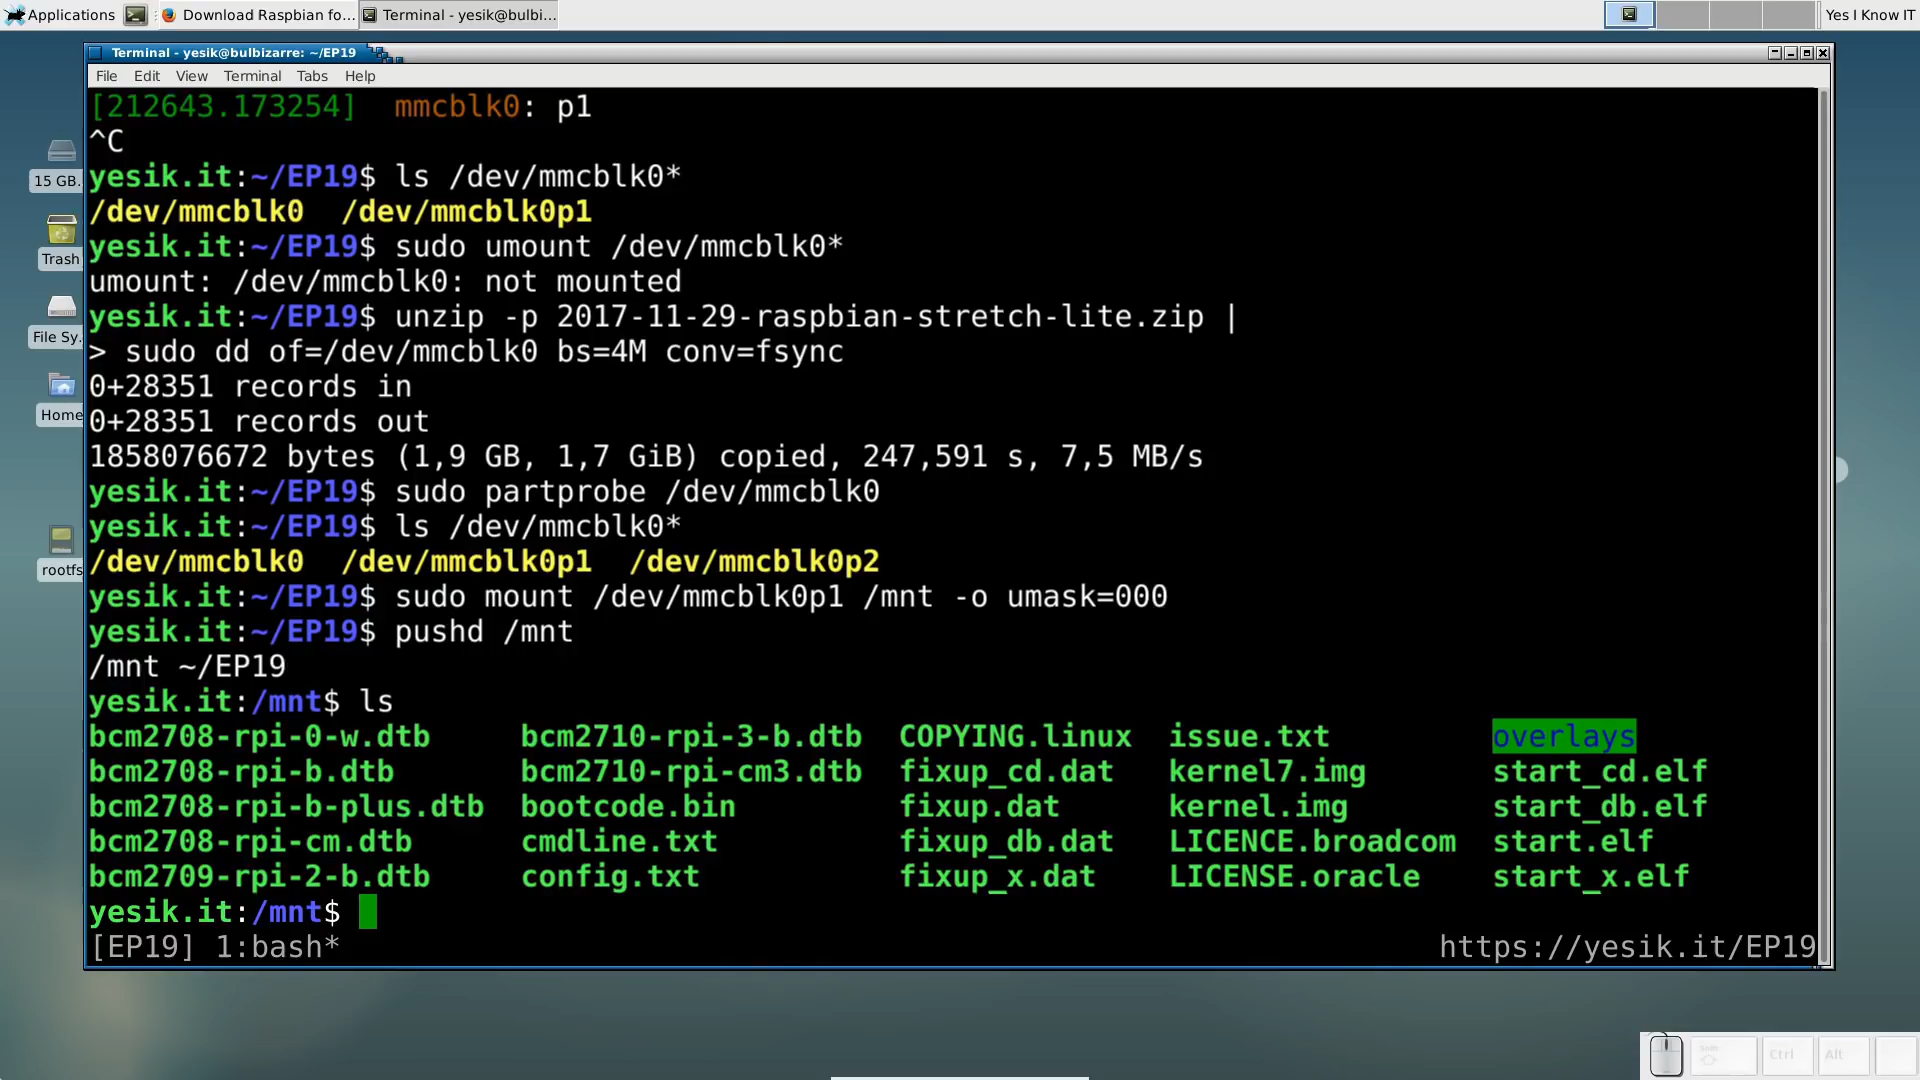 Applications Download Raspbian fo... Terminal - yesik@bulbi... Yes I Know IT
Terminal - yesik@bulbizarre: ~/EP19
File Edit View Terminal Tabs Help
[212643.173254]  mmcblk0: p1
^C
yesik.it:~/EP19$ ls /dev/mmcblk0*
/dev/mmcblk0  /dev/mmcblk0p1
yesik.it:~/EP19$ sudo umount /dev/mmcblk0*
umount: /dev/mmcblk0: not mounted
yesik.it:~/EP19$ unzip -p 2017-11-29-raspbian-stretch-lite.zip |
> sudo dd of=/dev/mmcblk0 bs=4M conv=fsync
0+28351 records in
0+28351 records out
1858076672 bytes (1,9 GB, 1,7 GiB) copied, 247,591 s, 7,5 MB/s
yesik.it:~/EP19$ sudo partprobe /dev/mmcblk0
yesik.it:~/EP19$ ls /dev/mmcblk0*
/dev/mmcblk0  /dev/mmcblk0p1  /dev/mmcblk0p2
yesik.it:~/EP19$ sudo mount /dev/mmcblk0p1 /mnt -o umask=000
yesik.it:~/EP19$ pushd /mnt
/mnt ~/EP19
yesik.it:/mnt$ ls
bcm2708-rpi-0-w.dtb bcm2710-rpi-3-b.dtb COPYING.linux issue.txt overlays
bcm2708-rpi-b.dtb bcm2710-rpi-cm3.dtb fixup_cd.dat kernel7.img start_cd.elf
bcm2708-rpi-b-plus.dtb bootcode.bin fixup.dat kernel.img start_db.elf
bcm2708-rpi-cm.dtb cmdline.txt fixup_db.dat LICENCE.broadcom start.elf
bcm2709-rpi-2-b.dtb config.txt fixup_x.dat LICENSE.oracle start_x.elf
yesik.it:/mnt$
[EP19] 1:bash* https://yesik.it/EP19
15 GB.
Trash
File Sy.
Home
rootfs
Ctrl Alt